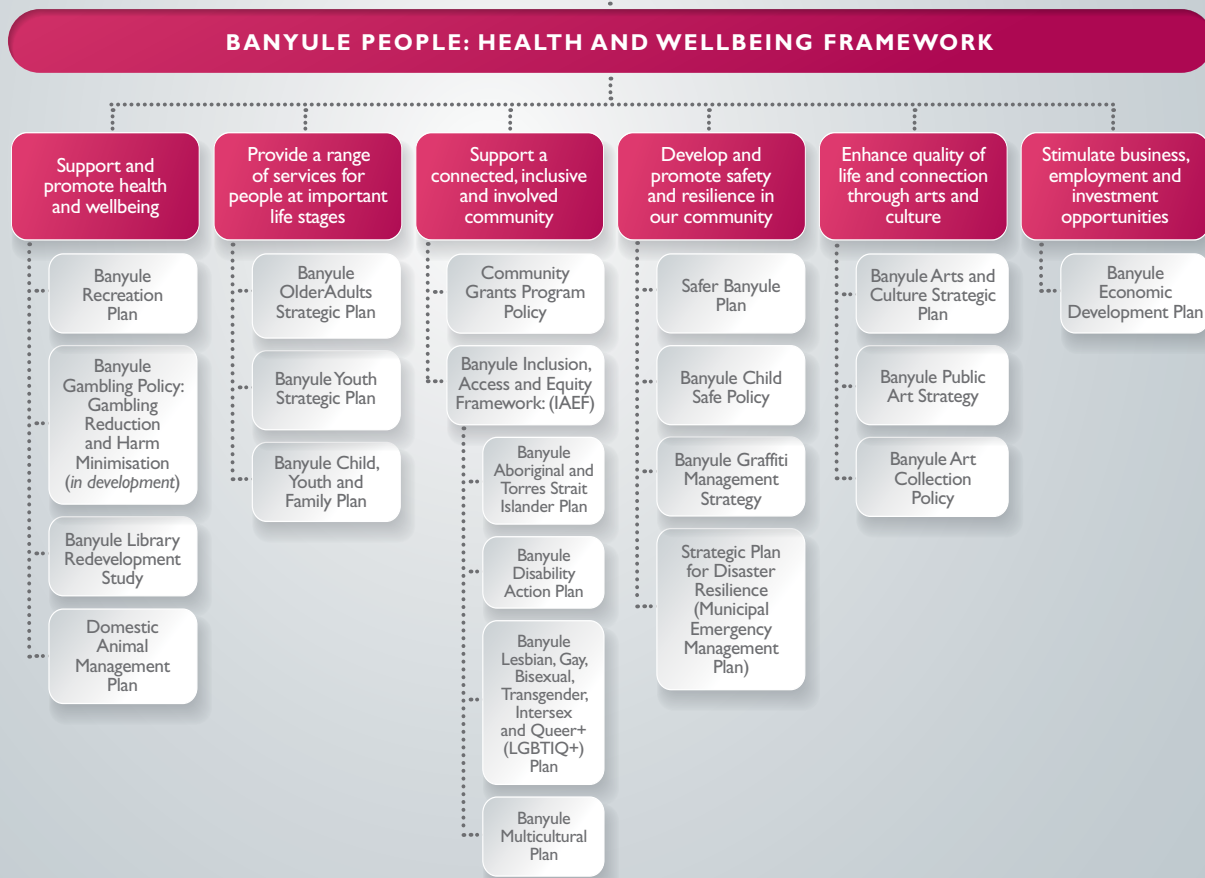 BANYULE PEOPLE: HEALTH AND WELLBEING FRAMEWORK
Support and
promote health
and wellbeing
Banyule
Recreation
Plan
Banyule
Gambling Policy:
Gambling
Reduction
and Harm
Minimisation
(in development)
Banyule Library
Redevelopment
Study
Domestic
Animal
Management
Plan
Provide a range
of services for
people at important
life stages
Banyule
OlderAdults
Strategic Plan
Banyule Youth
Strategic Plan
Banyule Child,
Youth and
Family Plan
Support a
connected, inclusive
and involved
community
Community
Grants Program
Policy
Banyule Inclusion,
Access and Equity
Framework: (IAEF)
Banyule
Aboriginal and
Torres Strait
Islander Plan
Banyule
Disability
Action Plan
Banyule
Lesbian, Gay,
Bisexual,
Transgender,
Intersex
and Queer+
(LGBTIQ+)
Plan
Banyule
Multicultural
Plan
Develop and
promote safety
and resilience in
our community
Safer Banyule
Plan
Banyule Child
Safe Policy
Banyule Graffiti
Management
Strategy
Strategic Plan
for Disaster
Resilience
(Municipal
Emergency
Management
Plan)
Enhance quality of
life and connection
through arts and
culture
Banyule Arts and
Culture Strategic
Plan
Banyule Public
Art Strategy
Banyule Art
Collection
Policy
Stimulate business,
employment and
investment
opportunities
Banyule
Economic
Development Plan